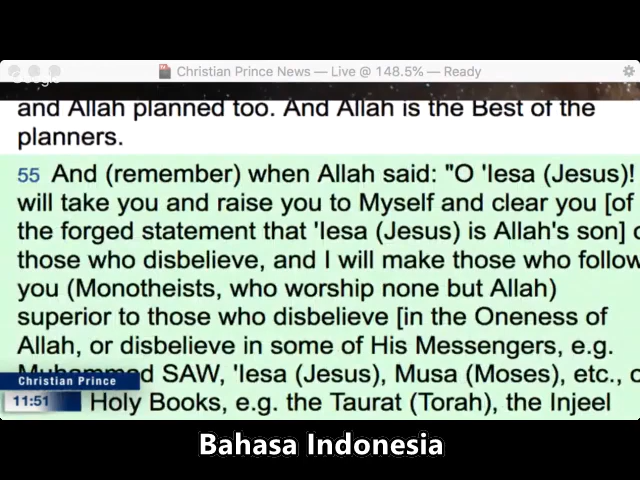 Christian Prince News — Live @ 148.5% — Ready
Google
and Allah planned too. And Allah is the Best of the
planners.
55 And (remember) when Allah said: "O 'Iesa (Jesus)!
will take you and raise you to Myself and clear you [of
the forged statement that 'Iesa (Jesus) is Allah's son]
those who disbelieve, and I will make those who follow
you (Monotheists, who worship none but Allah)
superior to those who disbelieve [in the Oneness of
Allah, or disbelieve in some of His Messengers, e.g.
Muhammed SAW, 'Iesa (Jesus), Musa (Moses), etc.,
Christian Prince
11:51
Holy Books, e.g. the Taurat (Torah), the Injeel
Bahasa Indonesia